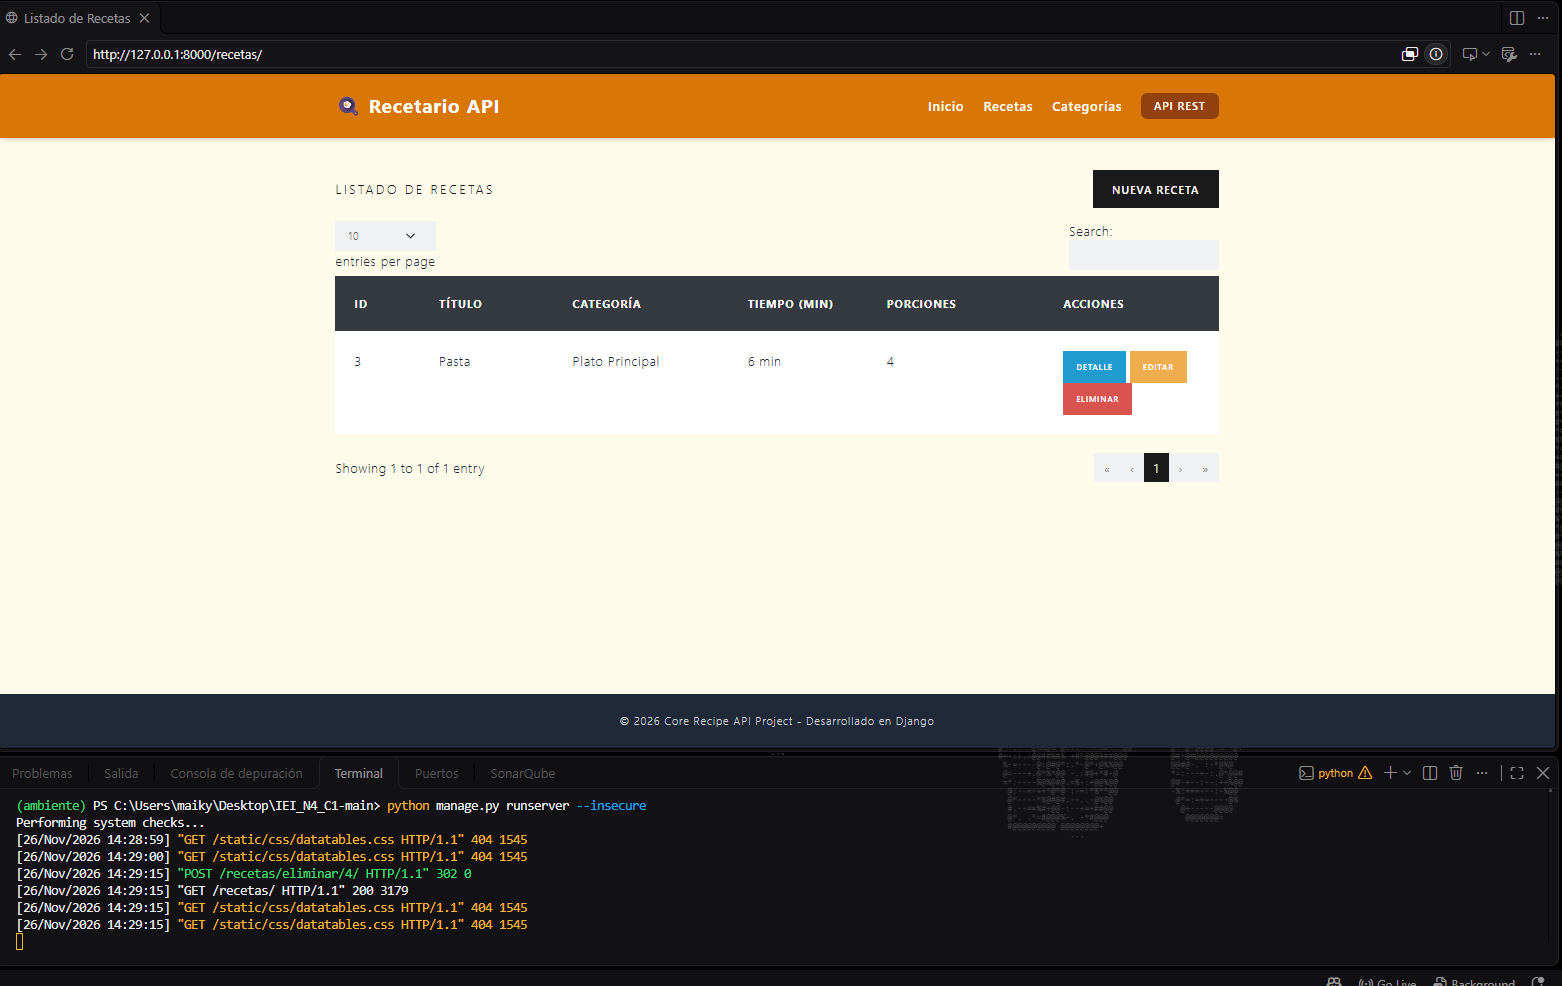 Listado de Recetas
http://127.0.0.1:8000/recetas/
Recetario API
Inicio Recetas Categorías API REST
LISTADO DE RECETAS
NUEVA RECETA
10
entries per page
Search:
ID TÍTULO CATEGORÍA TIEMPO (MIN) PORCIONES ACCIONES
3 Pasta Plato Principal 6 min 4 DETALLE EDITAR
ELIMINAR
Showing 1 to 1 of 1 entry
« ‹ 1 › »
© 2026 Core Recipe API Project - Desarrollado en Django
Problemas Salida Consola de depuración Terminal Puertos SonarQube
python
(ambiente) PS C:\Users\maiky\Desktop\IEI_N4_C1-main> python manage.py runserver --insecure
Performing system checks...
[26/Nov/2026 14:28:59] "GET /static/css/datatables.css HTTP/1.1" 404 1545
[26/Nov/2026 14:29:00] "GET /static/css/datatables.css HTTP/1.1" 404 1545
[26/Nov/2026 14:29:15] "POST /recetas/eliminar/4/ HTTP/1.1" 302 0
[26/Nov/2026 14:29:15] "GET /recetas/ HTTP/1.1" 200 3179
[26/Nov/2026 14:29:15] "GET /static/css/datatables.css HTTP/1.1" 404 1545
[26/Nov/2026 14:29:15] "GET /static/css/datatables.css HTTP/1.1" 404 1545
Go Live Background